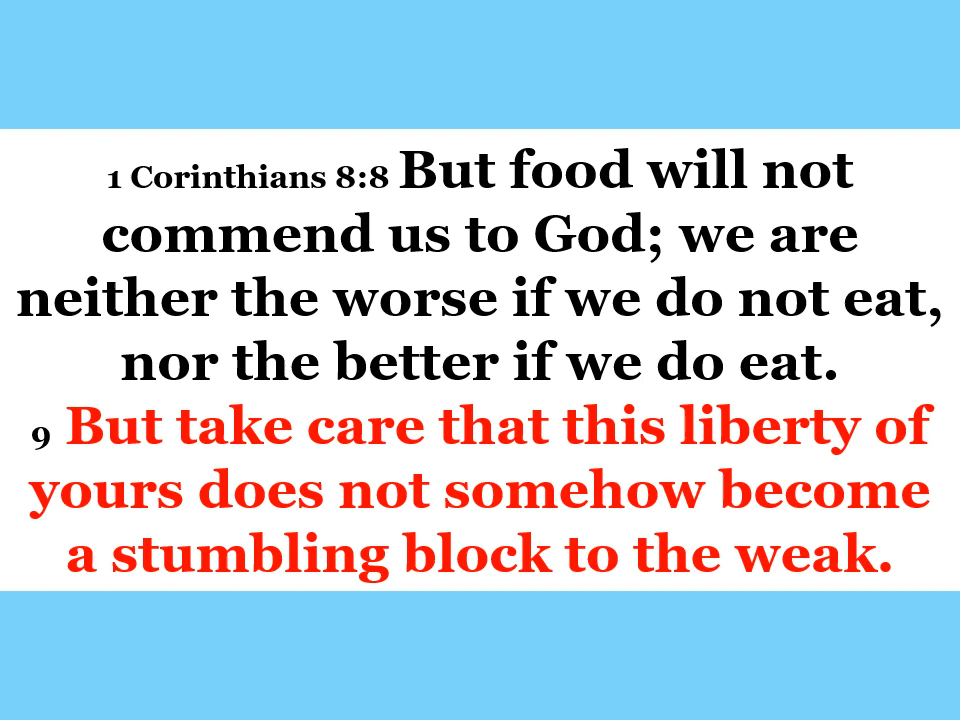 1 Corinthians 8:8 But food will not
commend us to God; we are
neither the worse if we do not eat,
nor the better if we do eat.
9 But take care that this liberty of
yours does not somehow become
a stumbling block to the weak.